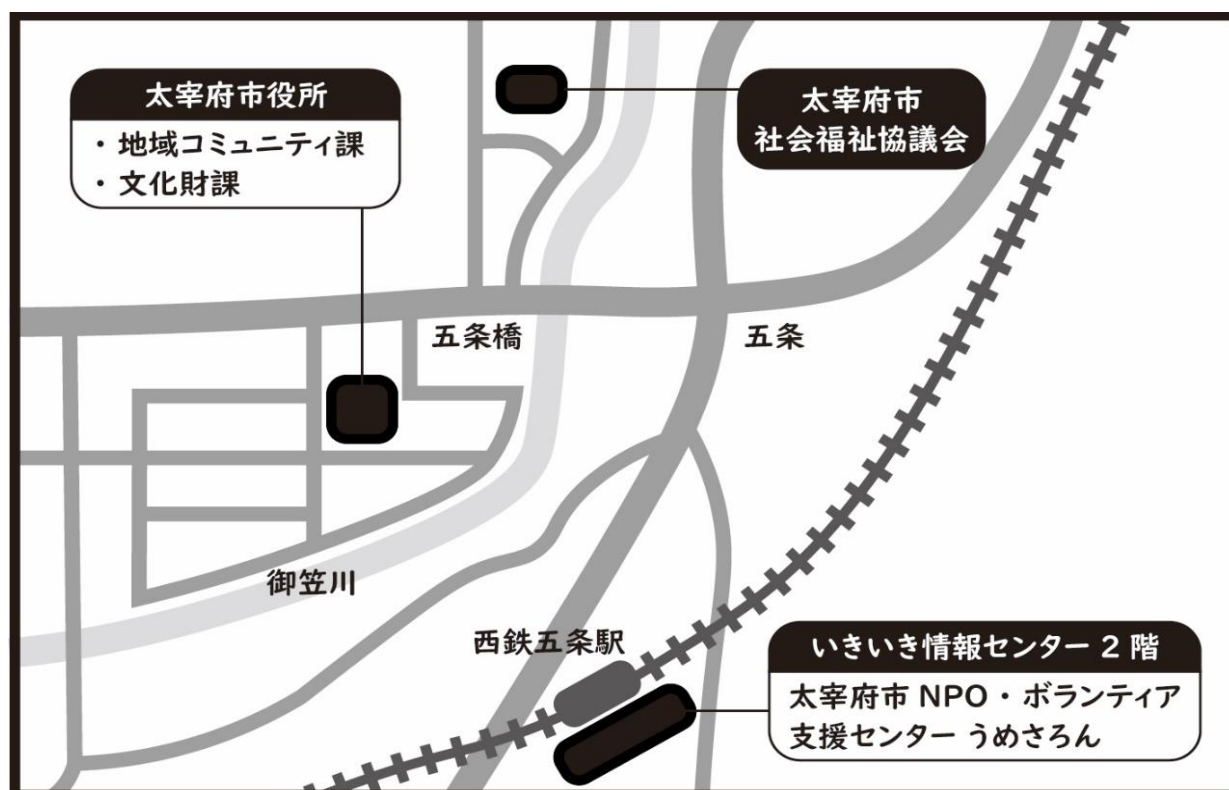 太宰府市役所
・地域コミュニティ課
・文化財課
太宰府市
社会福祉協議会
五条橋
五条
御笠川
西鉄五条駅
いきいき情報センター 2 階
太宰府市 NPO・ボランティア
支援センター うめさろん